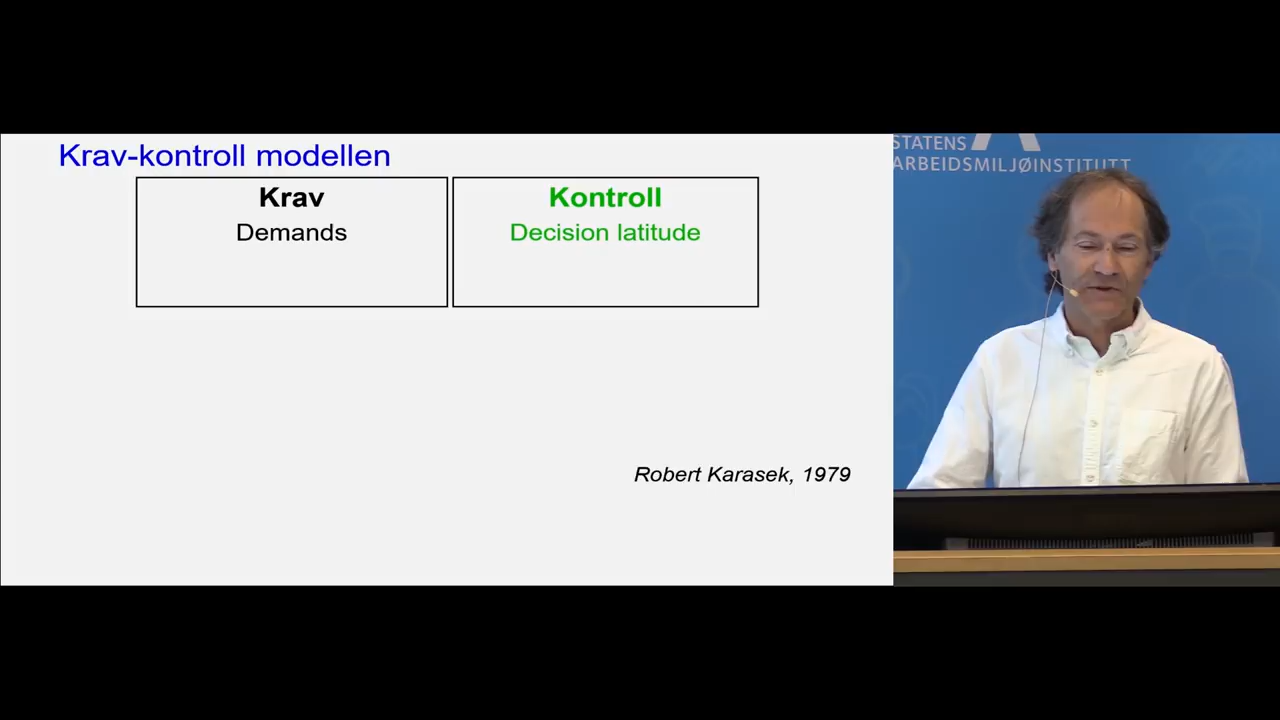 Krav-kontroll modellen
Krav
Demands
Kontroll
Decision latitude
Robert Karasek, 1979
STATENS
ARBEIDSMILJØINSTITUTT